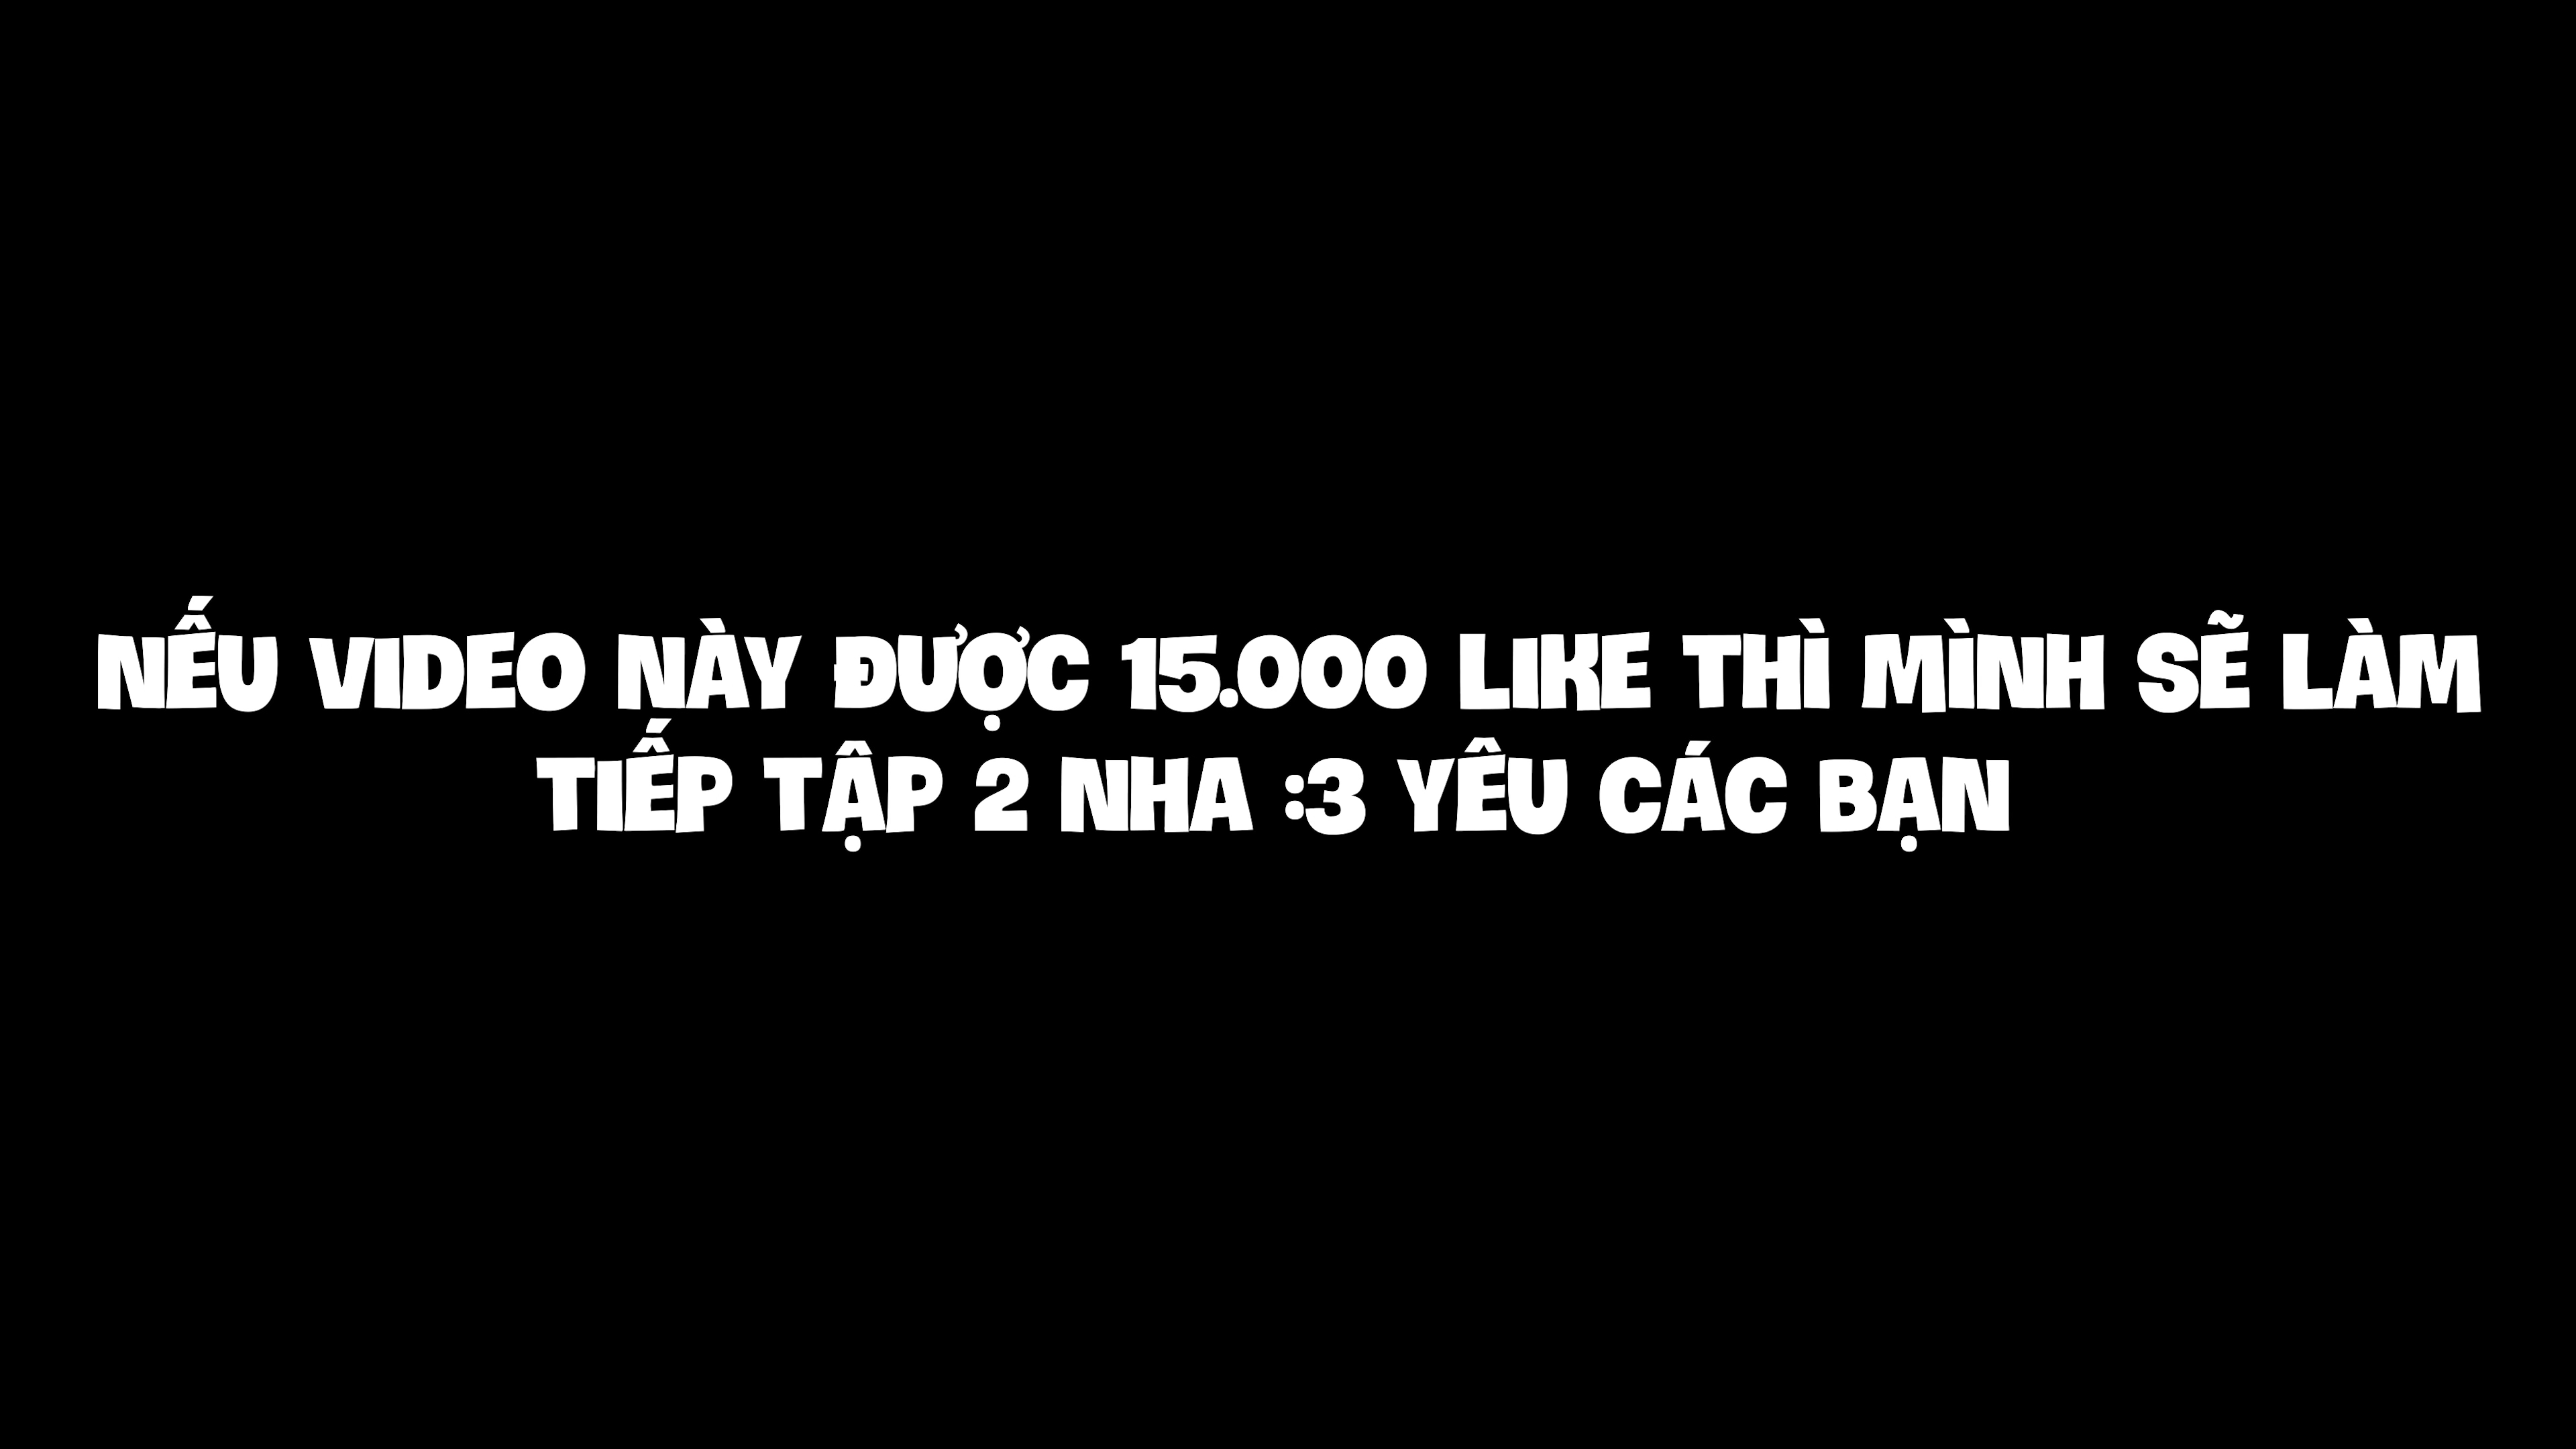 NẾU VIDEO NÀY ĐƯỢC 15.000 LIKE THÌ MÌNH SẼ LÀM
TIẾP TẬP 2 NHA :3 YÊU CÁC BẠN